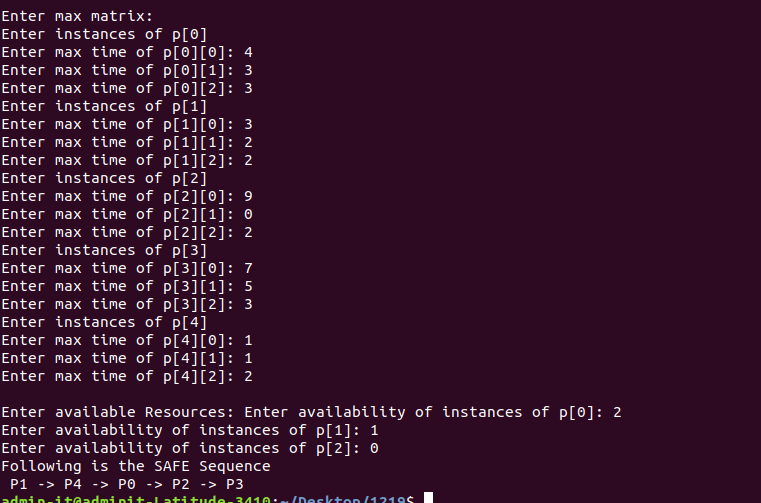 Enter max matrix:
Enter instances of p[0]
Enter max time of p[0][0]: 4
Enter max time of p[0][1]: 3
Enter max time of p[0][2]: 3
Enter instances of p[1]
Enter max time of p[1][0]: 3
Enter max time of p[1][1]: 2
Enter max time of p[1][2]: 2
Enter instances of p[2]
Enter max time of p[2][0]: 9
Enter max time of p[2][1]: 0
Enter max time of p[2][2]: 2
Enter instances of p[3]
Enter max time of p[3][0]: 7
Enter max time of p[3][1]: 5
Enter max time of p[3][2]: 3
Enter instances of p[4]
Enter max time of p[4][0]: 1
Enter max time of p[4][1]: 1
Enter max time of p[4][2]: 2
Enter available Resources: Enter availability of instances of p[0]: 2
Enter availability of instances of p[1]: 1
Enter availability of instances of p[2]: 0
Following is the SAFE Sequence
P1 -> P4 -> P0 -> P2 -> P3
admin-it@adminit-Latitude-3410:~/Desktop/1219$